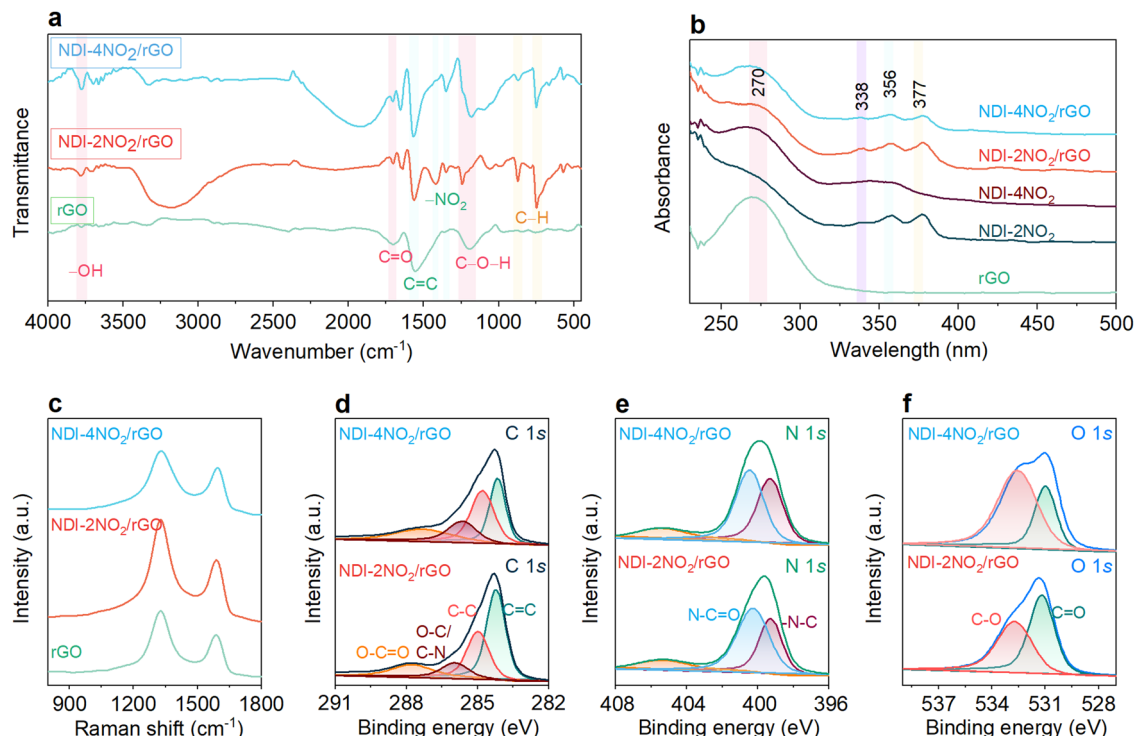 a
NDI-4NO₂/rGO
NDI-2NO₂/rGO
rGO
–NO₂
C–H
C=O
C–O–H
–OH
C=C
Transmittance
4000 3500 3000 2500 2000 1500 1000 500
Wavenumber (cm⁻¹)
b
270
338
356
377
NDI-4NO₂/rGO
NDI-2NO₂/rGO
NDI-4NO₂
NDI-2NO₂
rGO
Absorbance
250 300 350 400 450 500
Wavelength (nm)
c
NDI-4NO₂/rGO
NDI-2NO₂/rGO
rGO
Intensity (a.u.)
900 1200 1500 1800
Raman shift (cm⁻¹)
d
NDI-4NO₂/rGO C 1s
NDI-2NO₂/rGO C 1s
C-C C=C
O-C/
C-N
O-C=O
Intensity (a.u.)
291 288 285 282
Binding energy (eV)
e
NDI-4NO₂/rGO N 1s
NDI-2NO₂/rGO N 1s
N-C=O -N-C
Intensity (a.u.)
408 404 400 396
Binding energy (eV)
f
NDI-4NO₂/rGO O 1s
NDI-2NO₂/rGO O 1s
C-O C=O
Intensity (a.u.)
537 534 531 528
Binding energy (eV)